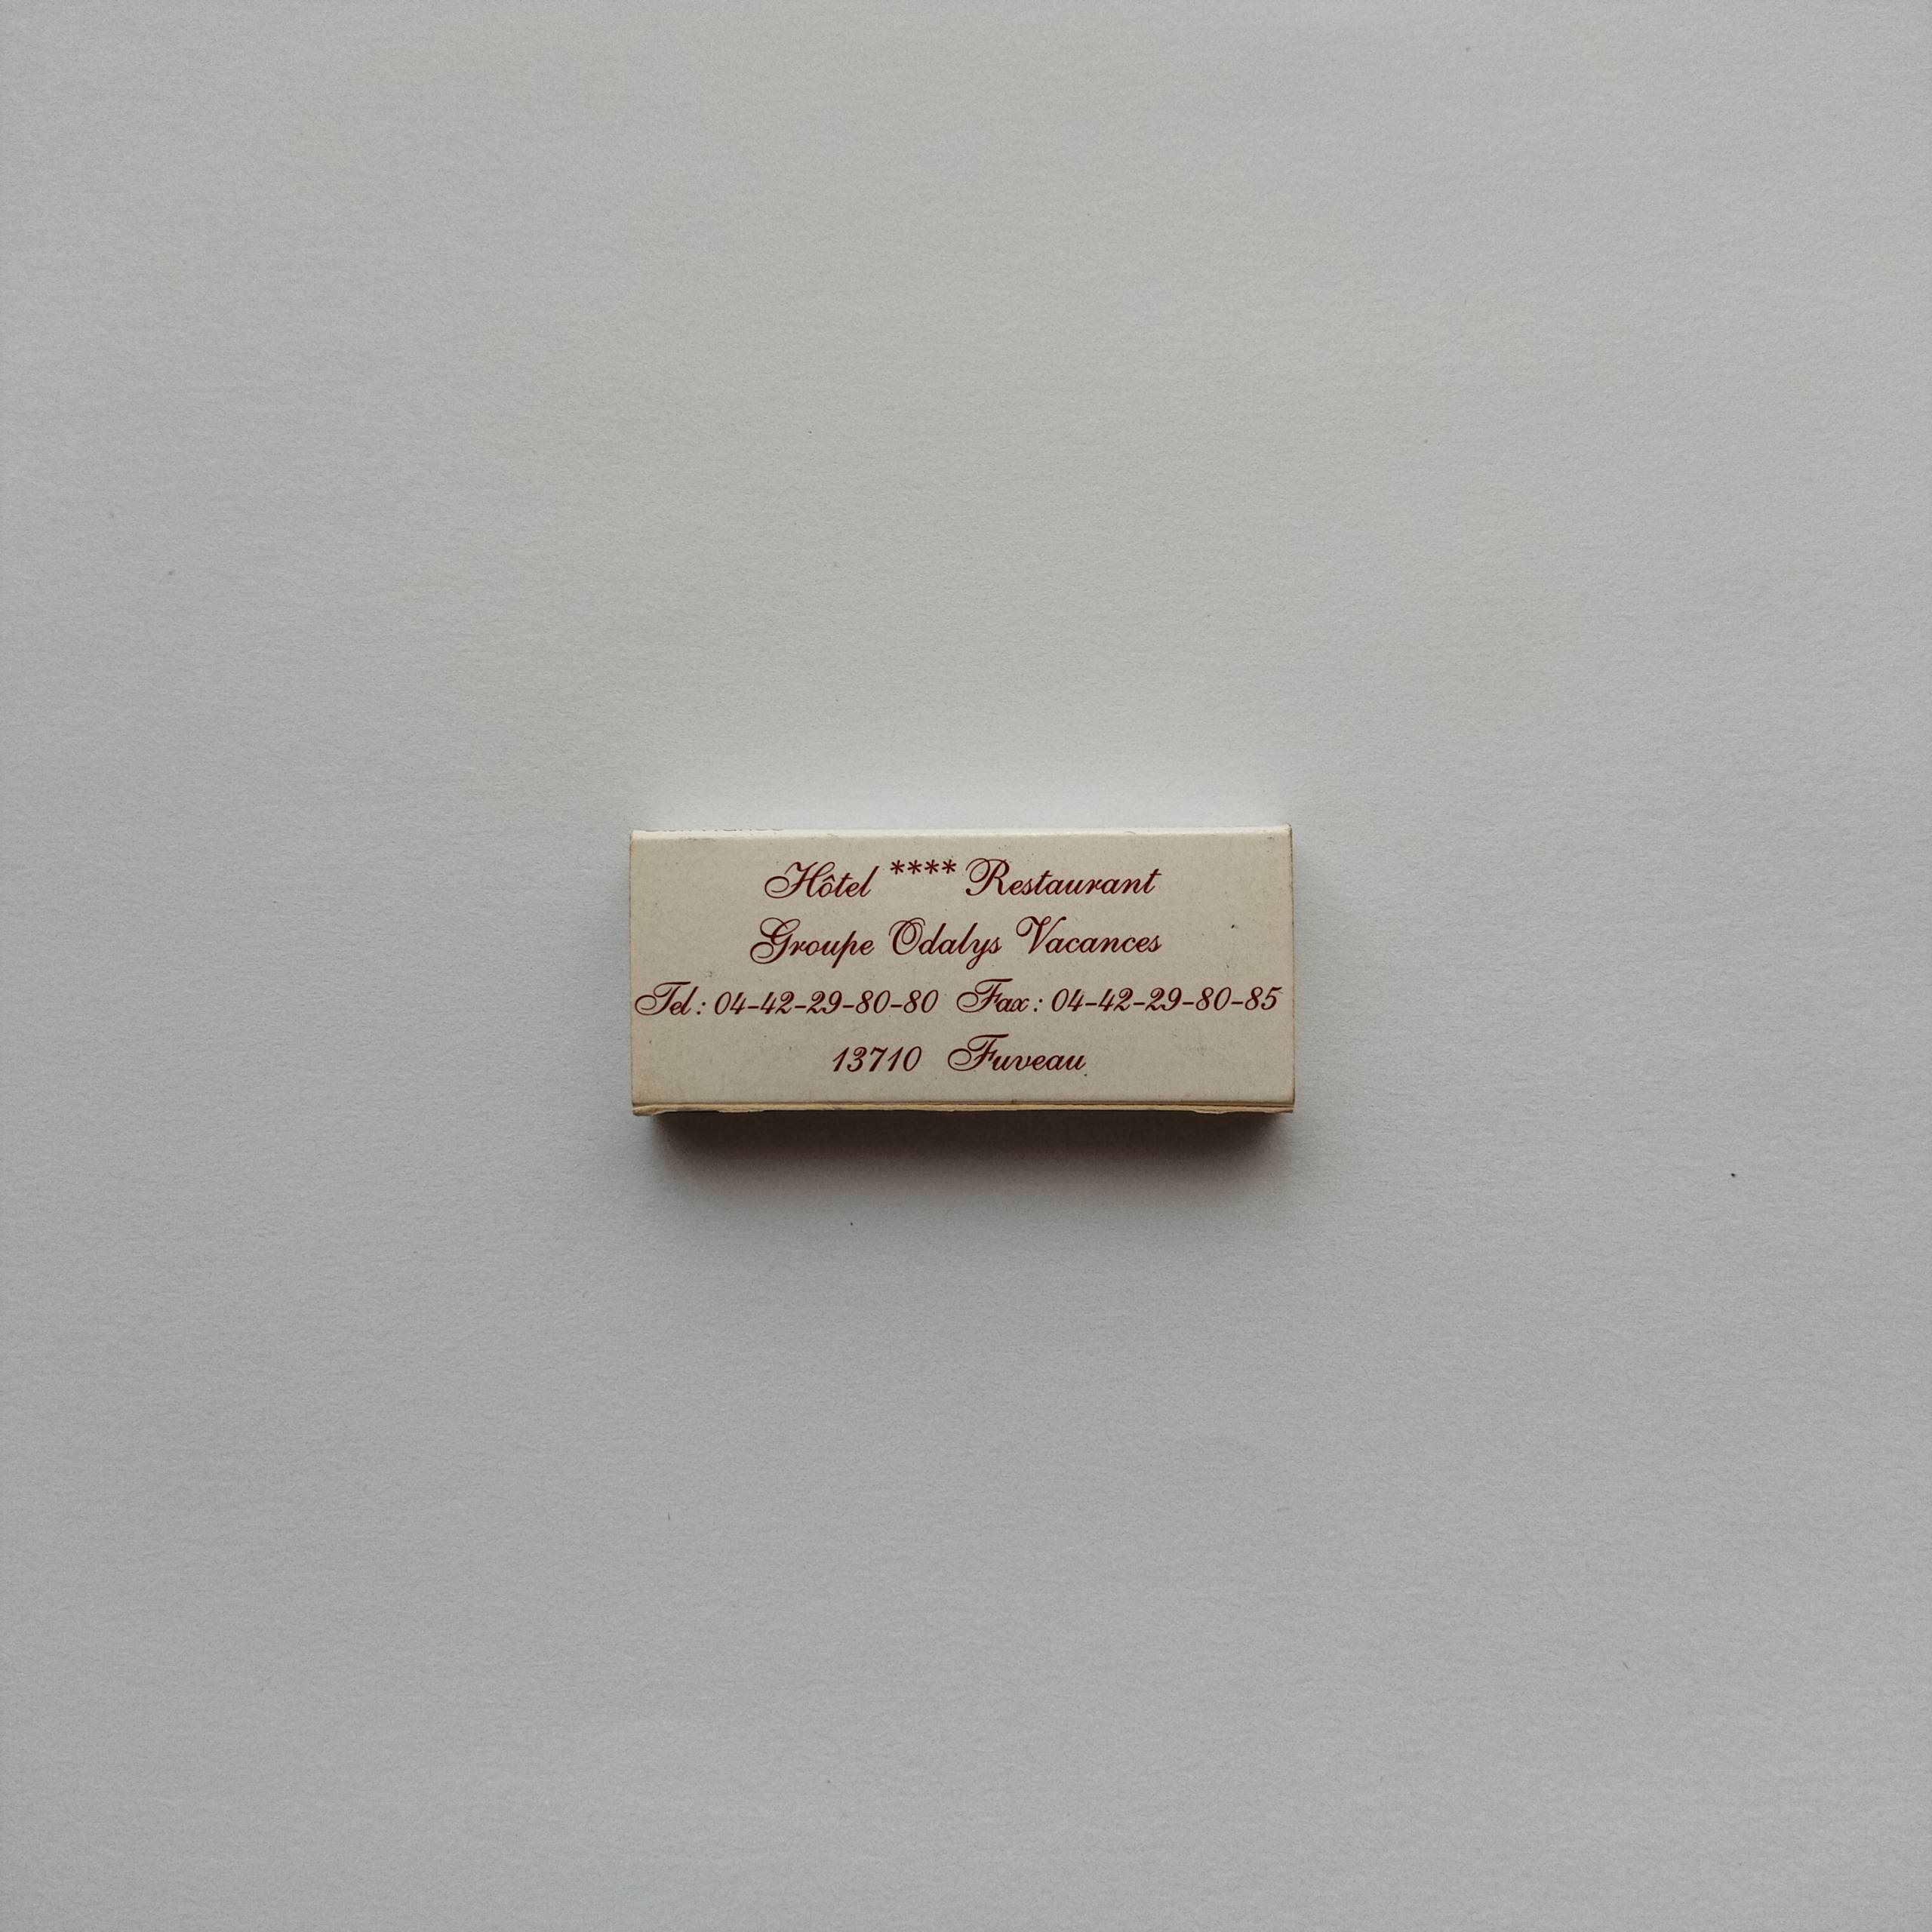 Hôtel **** Restaurant
Groupe Odalys Vacances
Tel : 04-42-29-80-80 Fax : 04-42-29-80-85
13710 Fuveau